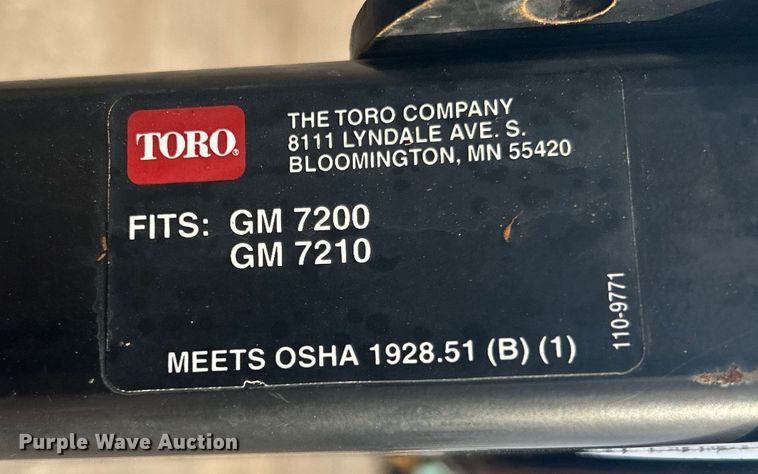 TORO
THE TORO COMPANY
8111 LYNDALE AVE. S.
BLOOMINGTON, MN 55420
FITS: GM 7200
GM 7210
110-9771
MEETS OSHA 1928.51 (B) (1)
Purple Wave Auction